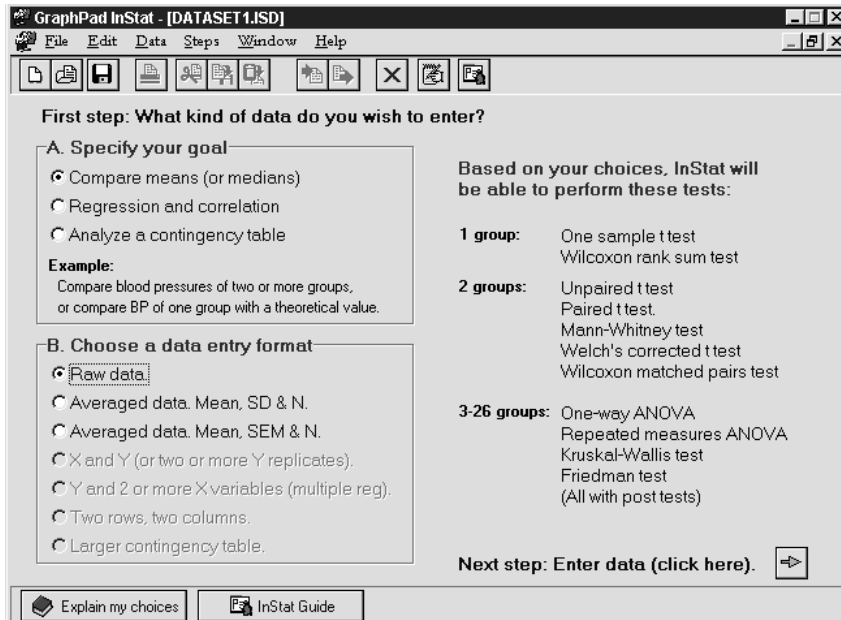 GraphPad InStat - [DATASET1.ISD]
File Edit Data Steps Window Help
First step: What kind of data do you wish to enter?
A. Specify your goal
Compare means (or medians)
Regression and correlation
Analyze a contingency table
Example:
Compare blood pressures of two or more groups,
or compare BP of one group with a theoretical value.
B. Choose a data entry format
Raw data.
Averaged data. Mean, SD & N.
Averaged data. Mean, SEM & N.
X and Y (or two or more Y replicates).
Y and 2 or more X variables (multiple reg).
Two rows, two columns.
Larger contingency table.
Based on your choices, InStat will
be able to perform these tests:
1 group: One sample t test
Wilcoxon rank sum test
2 groups: Unpaired t test
Paired t test.
Mann-Whitney test
Welch's corrected t test
Wilcoxon matched pairs test
3-26 groups: One-way ANOVA
Repeated measures ANOVA
Kruskal-Wallis test
Friedman test
(All with post tests)
Next step: Enter data (click here).
Explain my choices
InStat Guide